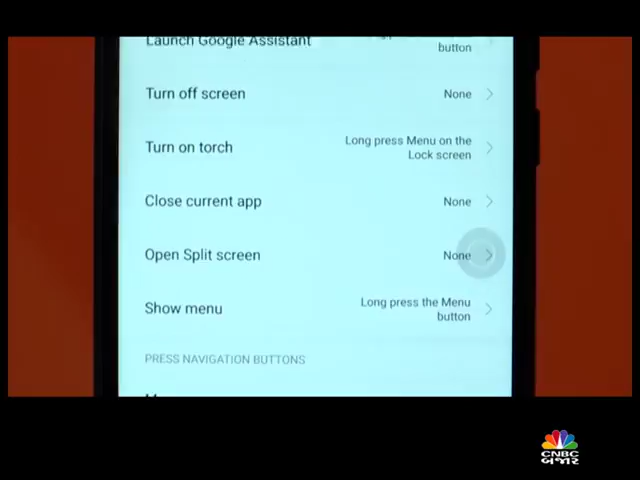 Launch Google Assistant
button
Turn off screen
None
Turn on torch
Long press Menu on the
Lock screen
Close current app
None
Open Split screen
None
Show menu
Long press the Menu
button
PRESS NAVIGATION BUTTONS
CNBC
બજાર